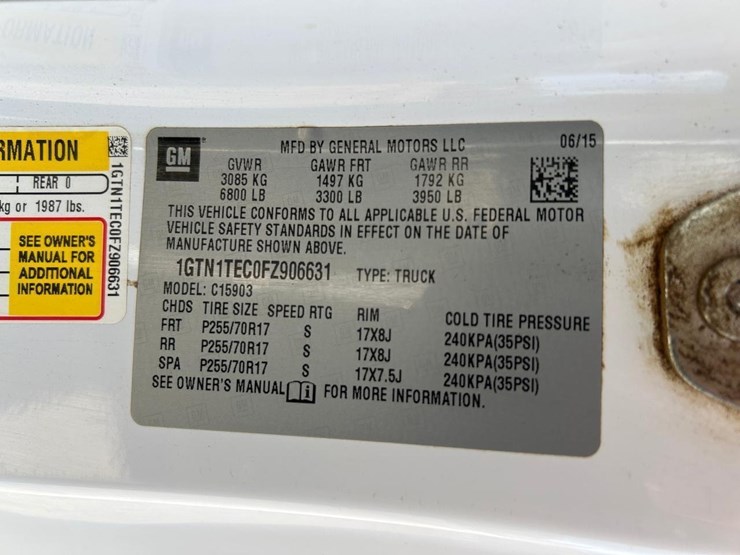 RMATION
REAR 0
kg or 1987 lbs.
SEE OWNER'S
MANUAL FOR
ADDITIONAL
INFORMATION
1GTN1TEC0FZ906631
GM
MFD BY GENERAL MOTORS LLC 06/15
GVWR GAWR FRT GAWR RR
3085 KG 1497 KG 1792 KG
6800 LB 3300 LB 3950 LB
THIS VEHICLE CONFORMS TO ALL APPLICABLE U.S. FEDERAL MOTOR
VEHICLE SAFETY STANDARDS IN EFFECT ON THE DATE OF
MANUFACTURE SHOWN ABOVE.
1GTN1TEC0FZ906631 TYPE: TRUCK
MODEL: C15903
CHDS TIRE SIZE SPEED RTG RIM COLD TIRE PRESSURE
FRT P255/70R17 S 17X8J 240KPA(35PSI)
RR P255/70R17 S 17X8J 240KPA(35PSI)
SPA P255/70R17 S 17X7.5J 240KPA(35PSI)
SEE OWNER'S MANUAL FOR MORE INFORMATION.